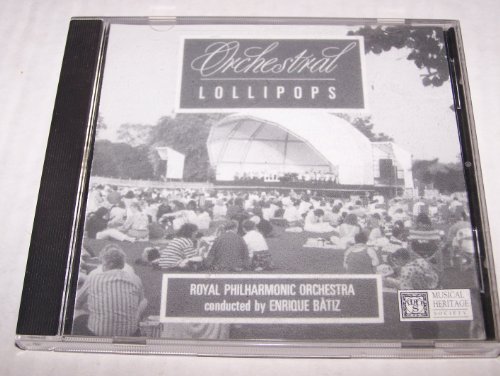 Orchestral
LOLLIPOPS
ROYAL PHILHARMONIC ORCHESTRA
conducted by ENRIQUE BÁTIZ
MUSICAL
HERITAGE
SOCIETY